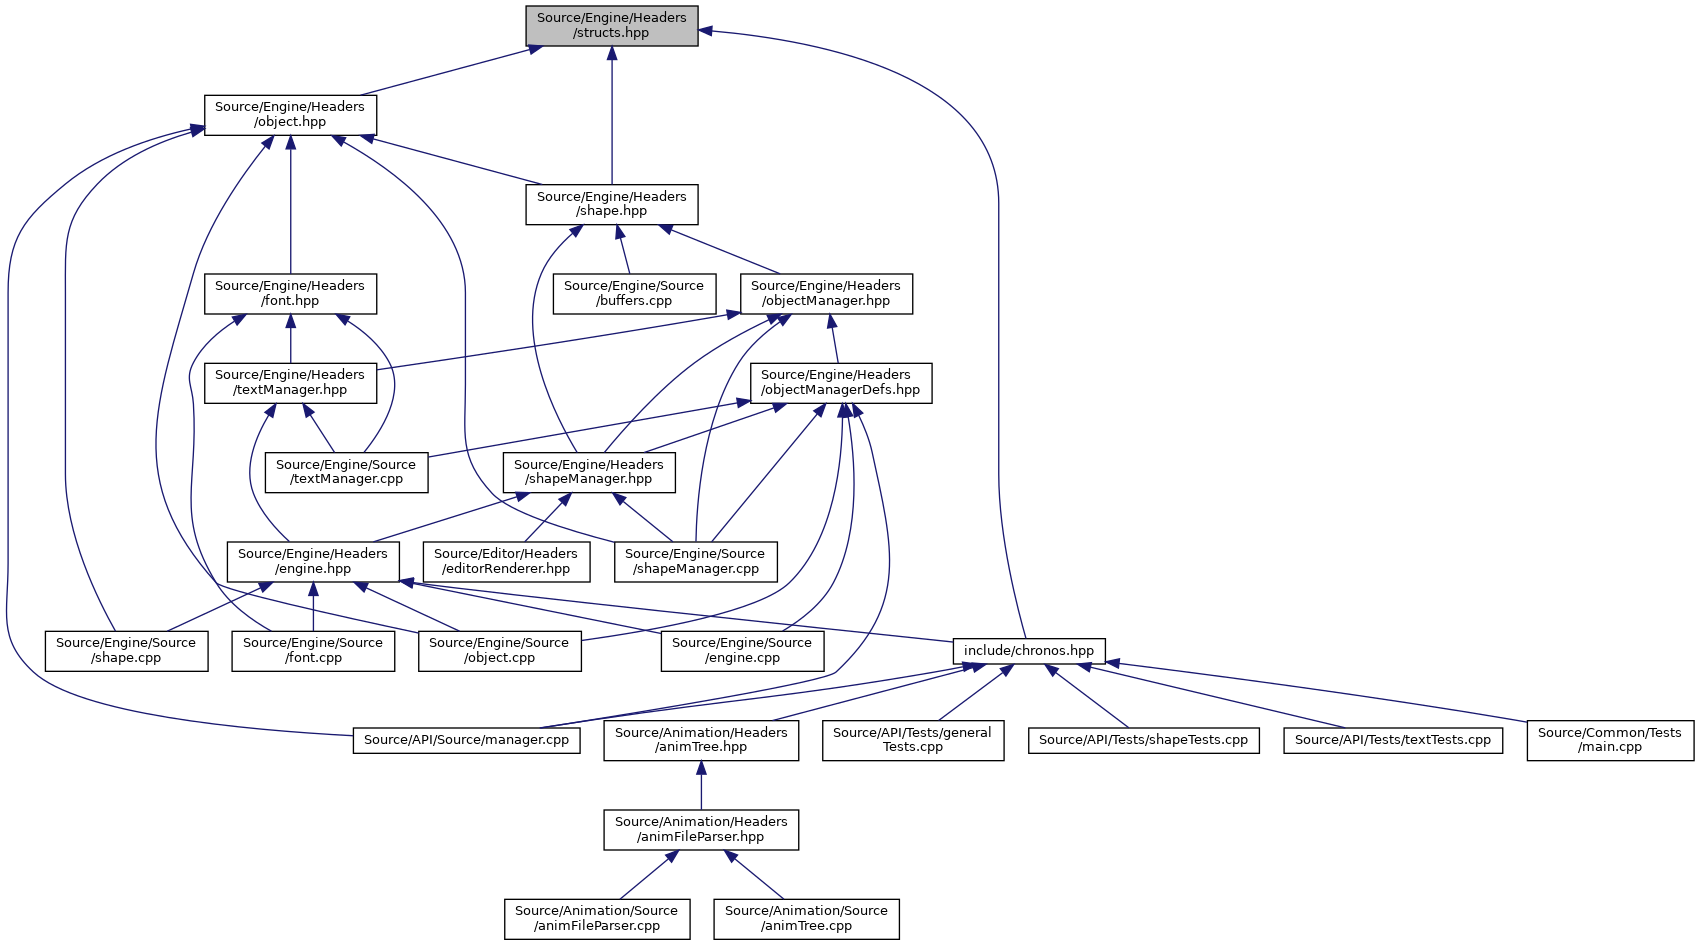 Source/Engine/Headers
/structs.hpp
Source/Engine/Headers
/object.hpp
Source/Engine/Headers
/shape.hpp
Source/Engine/Headers
/font.hpp
Source/Engine/Source
/buffers.cpp
Source/Engine/Headers
/objectManager.hpp
Source/Engine/Headers
/textManager.hpp
Source/Engine/Headers
/objectManagerDefs.hpp
Source/Engine/Source
/textManager.cpp
Source/Engine/Headers
/shapeManager.hpp
Source/Engine/Headers
/engine.hpp
Source/Editor/Headers
/editorRenderer.hpp
Source/Engine/Source
/shapeManager.cpp
Source/Engine/Source
/shape.cpp
Source/Engine/Source
/font.cpp
Source/Engine/Source
/object.cpp
Source/Engine/Source
/engine.cpp
include/chronos.hpp
Source/API/Source/manager.cpp
Source/Animation/Headers
/animTree.hpp
Source/API/Tests/general
Tests.cpp
Source/API/Tests/shapeTests.cpp
Source/API/Tests/textTests.cpp
Source/Common/Tests
/main.cpp
Source/Animation/Headers
/animFileParser.hpp
Source/Animation/Source
/animFileParser.cpp
Source/Animation/Source
/animTree.cpp